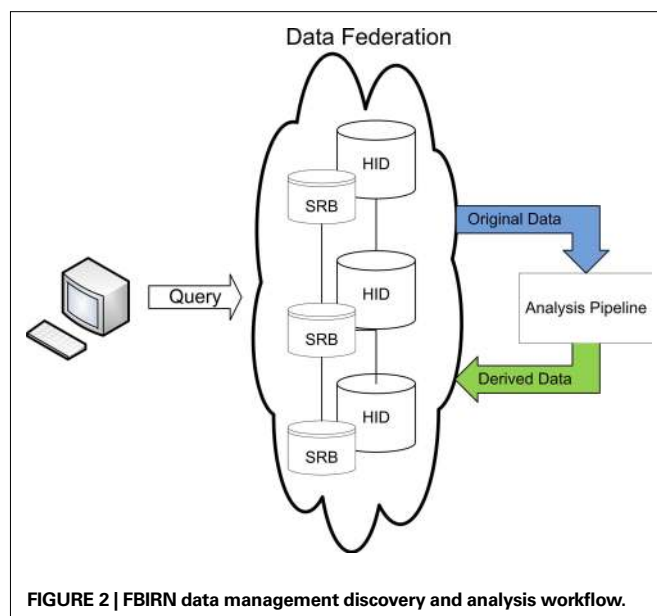 Data Federation
HID
SRB
Original Data
Query
HID
SRB
Analysis Pipeline
Derived Data
HID
SRB
FIGURE 2 | FBIRN data management discovery and analysis workflow.